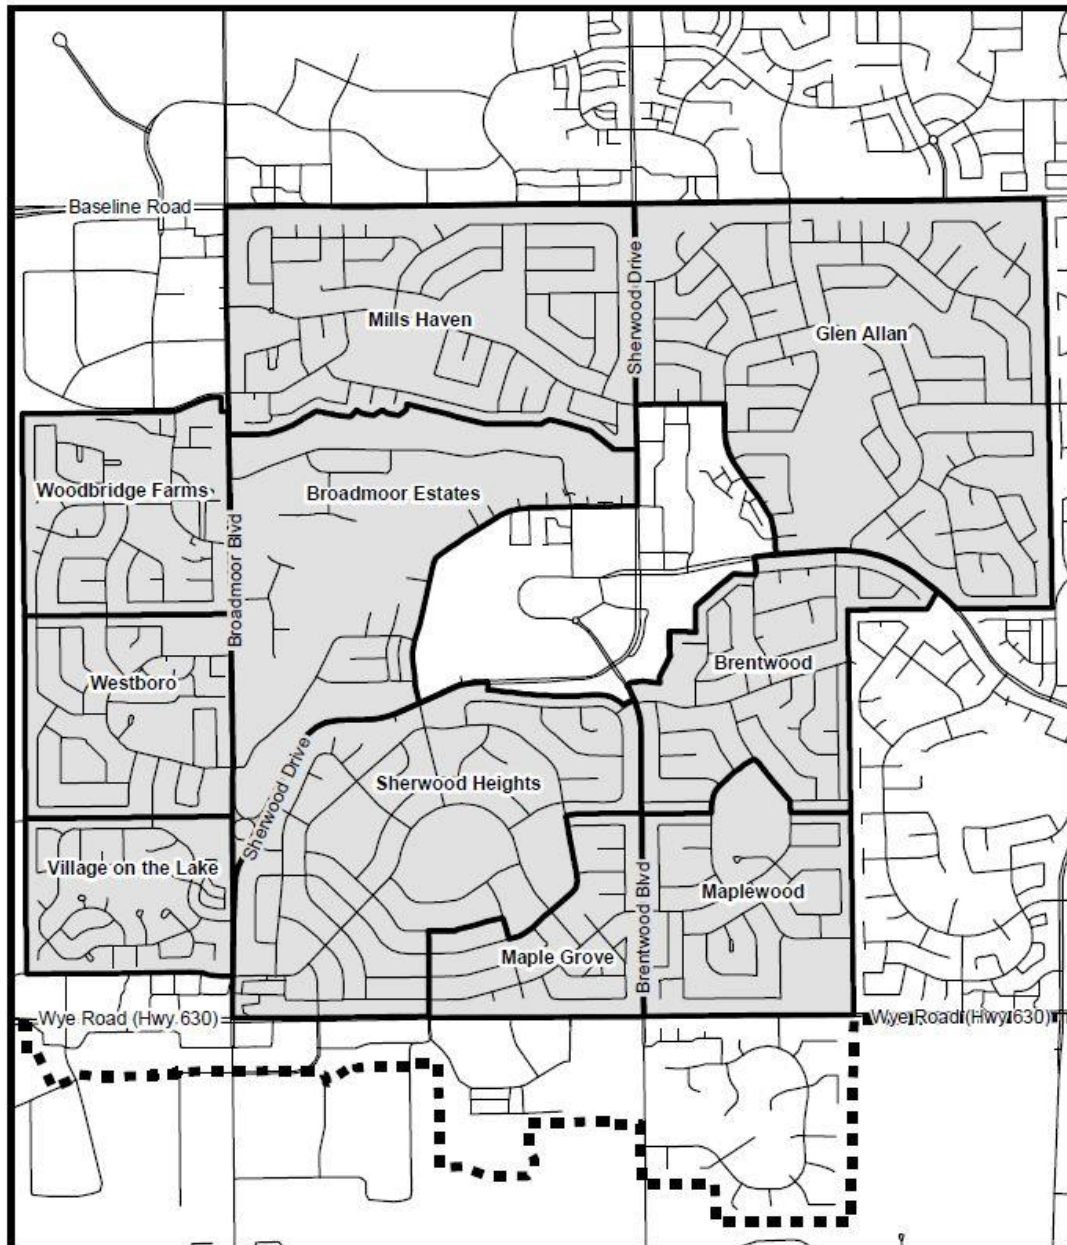 Baseline Road
Sherwood Drive
Mills Haven
Glen Allan
Woodbridge Farms
Broadmoor Estates
Broadmoor Blvd
Westboro
Brentwood
Sherwood Drive
Sherwood Heights
Village on the Lake
Maplewood
Brentwood Blvd
Maple Grove
Wye Road (Hwy 630)
Wye Road (Hwy 630)